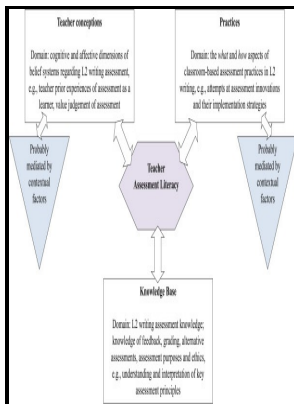 Teacher conceptions
Domain: cognitive and affective dimensions of
belief systems regarding L2 writing assessment,
e.g., teacher prior experiences of assessment as a
learner, value judgement of assessment
Practices
Domain: the what and how aspects of
classroom-based assessment practices in L2
writing, e.g., attempts at assessment innovations
and their implementation strategies
Probably
mediated by
contextual
factors
Teacher
Assessment Literacy
Probably
mediated by
contextual
factors
Knowledge Base
Domain: L2 writing assessment knowledge;
knowledge of feedback, grading, alternative
assessments, assessment purposes and ethics,
e.g., understanding and interpretation of key
assessment principles